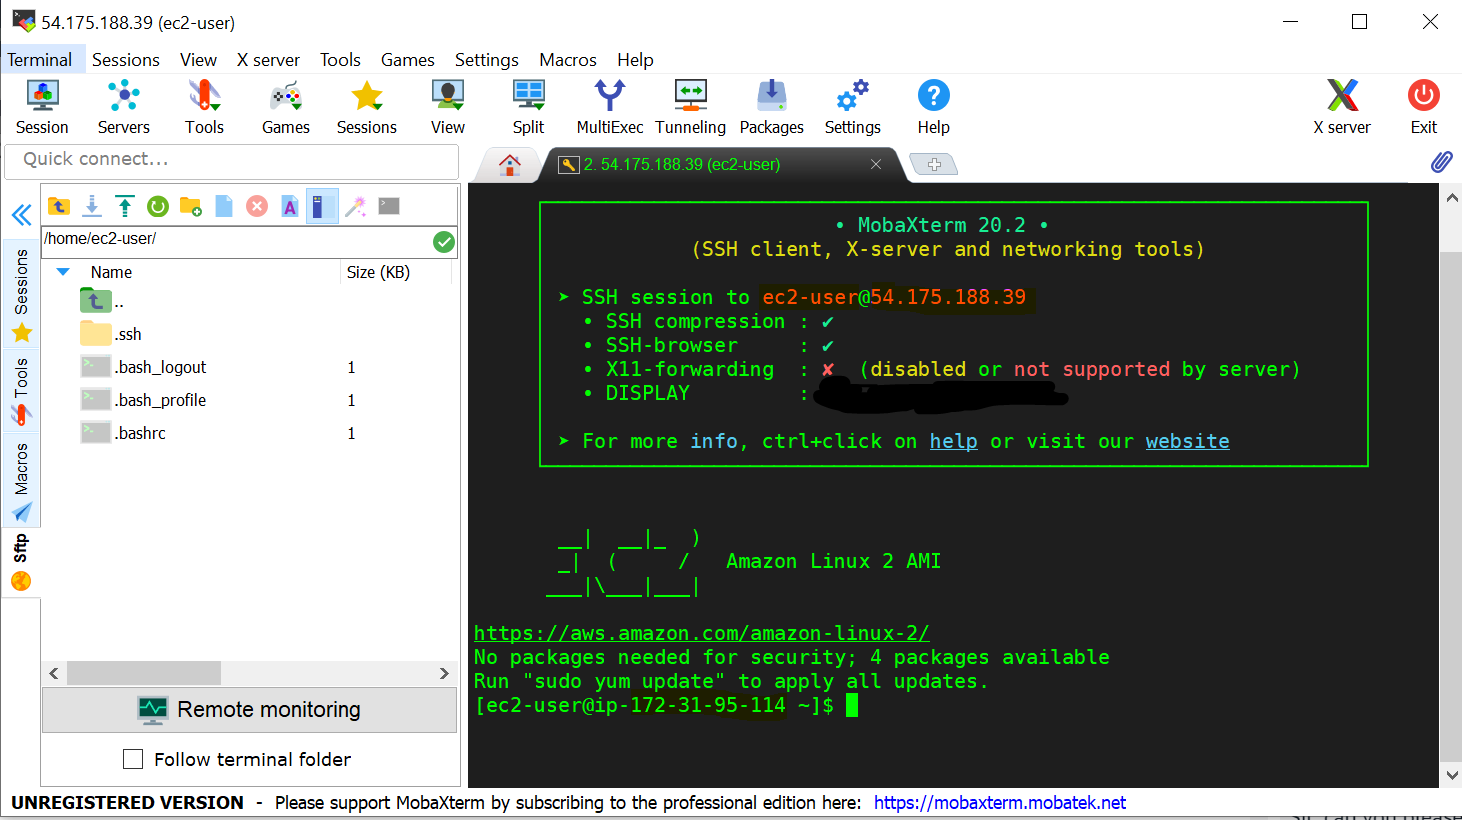 54.175.188.39 (ec2-user)
Terminal Sessions View X server Tools Games Settings Macros Help
Session Servers Tools Games Sessions View Split MultiExec Tunneling Packages Settings Help X server Exit
Quick connect...
2. 54.175.188.39 (ec2-user)
/home/ec2-user/
Name Size (KB)
..
.ssh
.bash_logout 1
.bash_profile 1
.bashrc 1
Sessions
Tools
Macros
Sftp
Remote monitoring
Follow terminal folder
• MobaXterm 20.2 •
(SSH client, X-server and networking tools)
➤ SSH session to ec2-user@54.175.188.39
• SSH compression : ✔
• SSH-browser : ✔
• X11-forwarding : ✘ (disabled or not supported by server)
• DISPLAY :
➤ For more info, ctrl+click on help or visit our website
__| __|_ )
_| ( / Amazon Linux 2 AMI
___|\___|___|
https://aws.amazon.com/amazon-linux-2/
No packages needed for security; 4 packages available
Run "sudo yum update" to apply all updates.
[ec2-user@ip-172-31-95-114 ~]$
UNREGISTERED VERSION - Please support MobaXterm by subscribing to the professional edition here: https://mobaxterm.mobatek.net